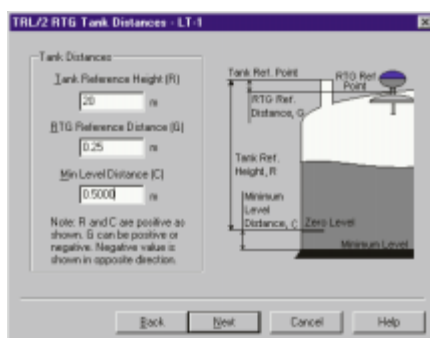 TRL/2 RTG Tank Distances - LT-1
Tank Distances
Tank Reference Height (R)
20 m
RTG Reference Distance (G)
0.25 m
Min Level Distance (C)
0.5000 m
Note: R and C are positive as
shown. G can be positive or
negative. Negative value is
shown in opposite direction.
Tank Ref. Point
RTG Ref
Point
RTG Ref.
Distance, G
Tank Ref.
Height, R
Minimum
Level
Distance, C
Zero Level
Minimum Level
Back
Next
Cancel
Help